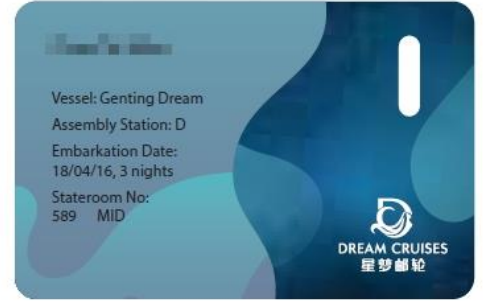 Vessel: Genting Dream
Assembly Station: D
Embarkation Date:
18/04/16, 3 nights
Stateroom No:
589 MID
DREAM CRUISES
星梦邮轮